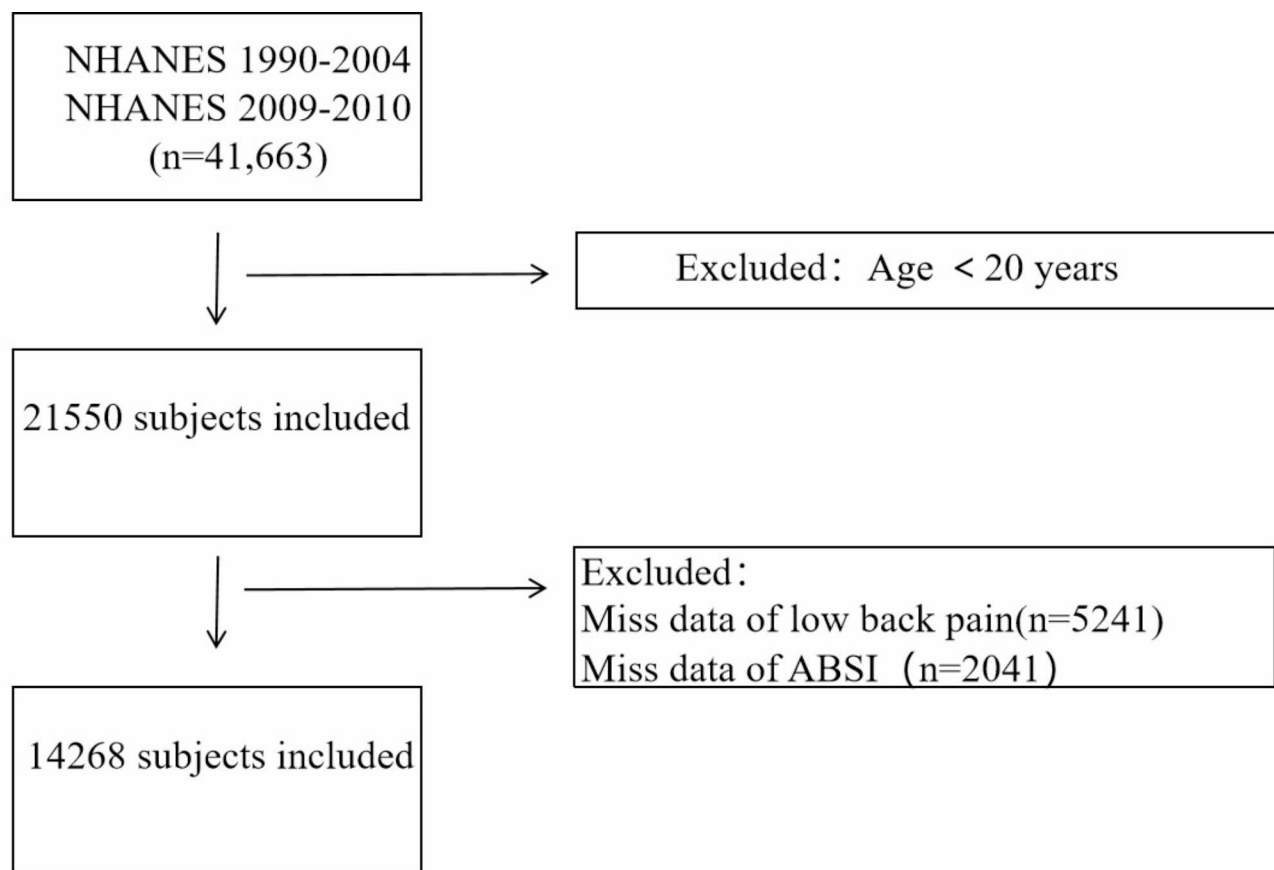 NHANES 1990-2004
NHANES 2009-2010
(n=41,663)
Excluded： Age < 20 years
21550 subjects included
Excluded：
Miss data of low back pain(n=5241)
Miss data of ABSI（n=2041）
14268 subjects included